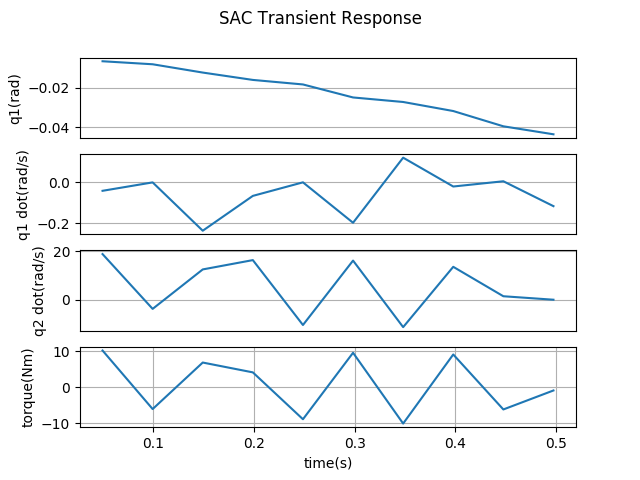 SAC Transient Response
q1(rad)
−0.02
−0.04
q1 dot(rad/s)
0.0
−0.2
q2 dot(rad/s)
20
0
torque(Nm)
10
0
−10
0.1 0.2 0.3 0.4 0.5
time(s)